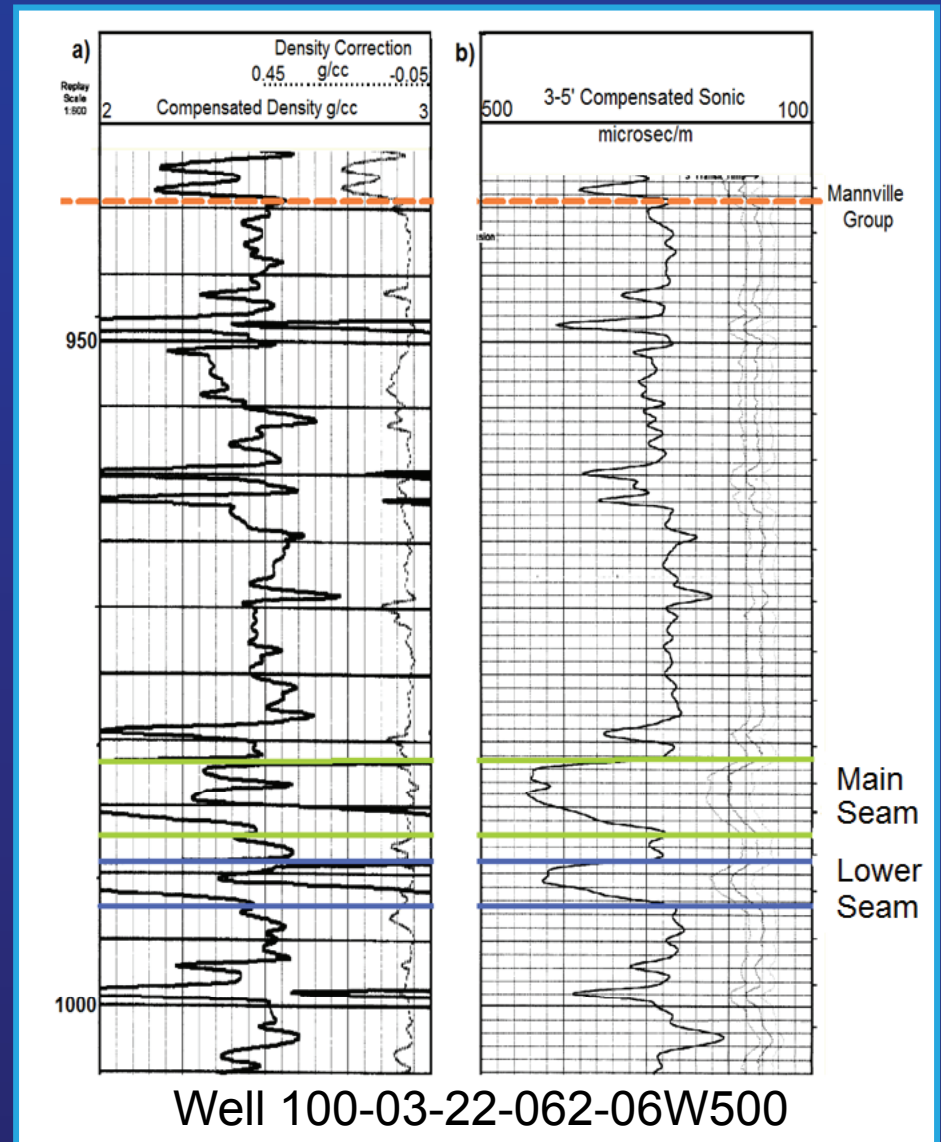 a)
Density Correction
g/cc
0.45 -0.05
Replay
Scale
1:600
2 Compensated Density g/cc 3
b)
3-5' Compensated Sonic
500 100
microsec/m
Mannville
Group
950
Main
Seam
Lower
Seam
1000
Well 100-03-22-062-06W500